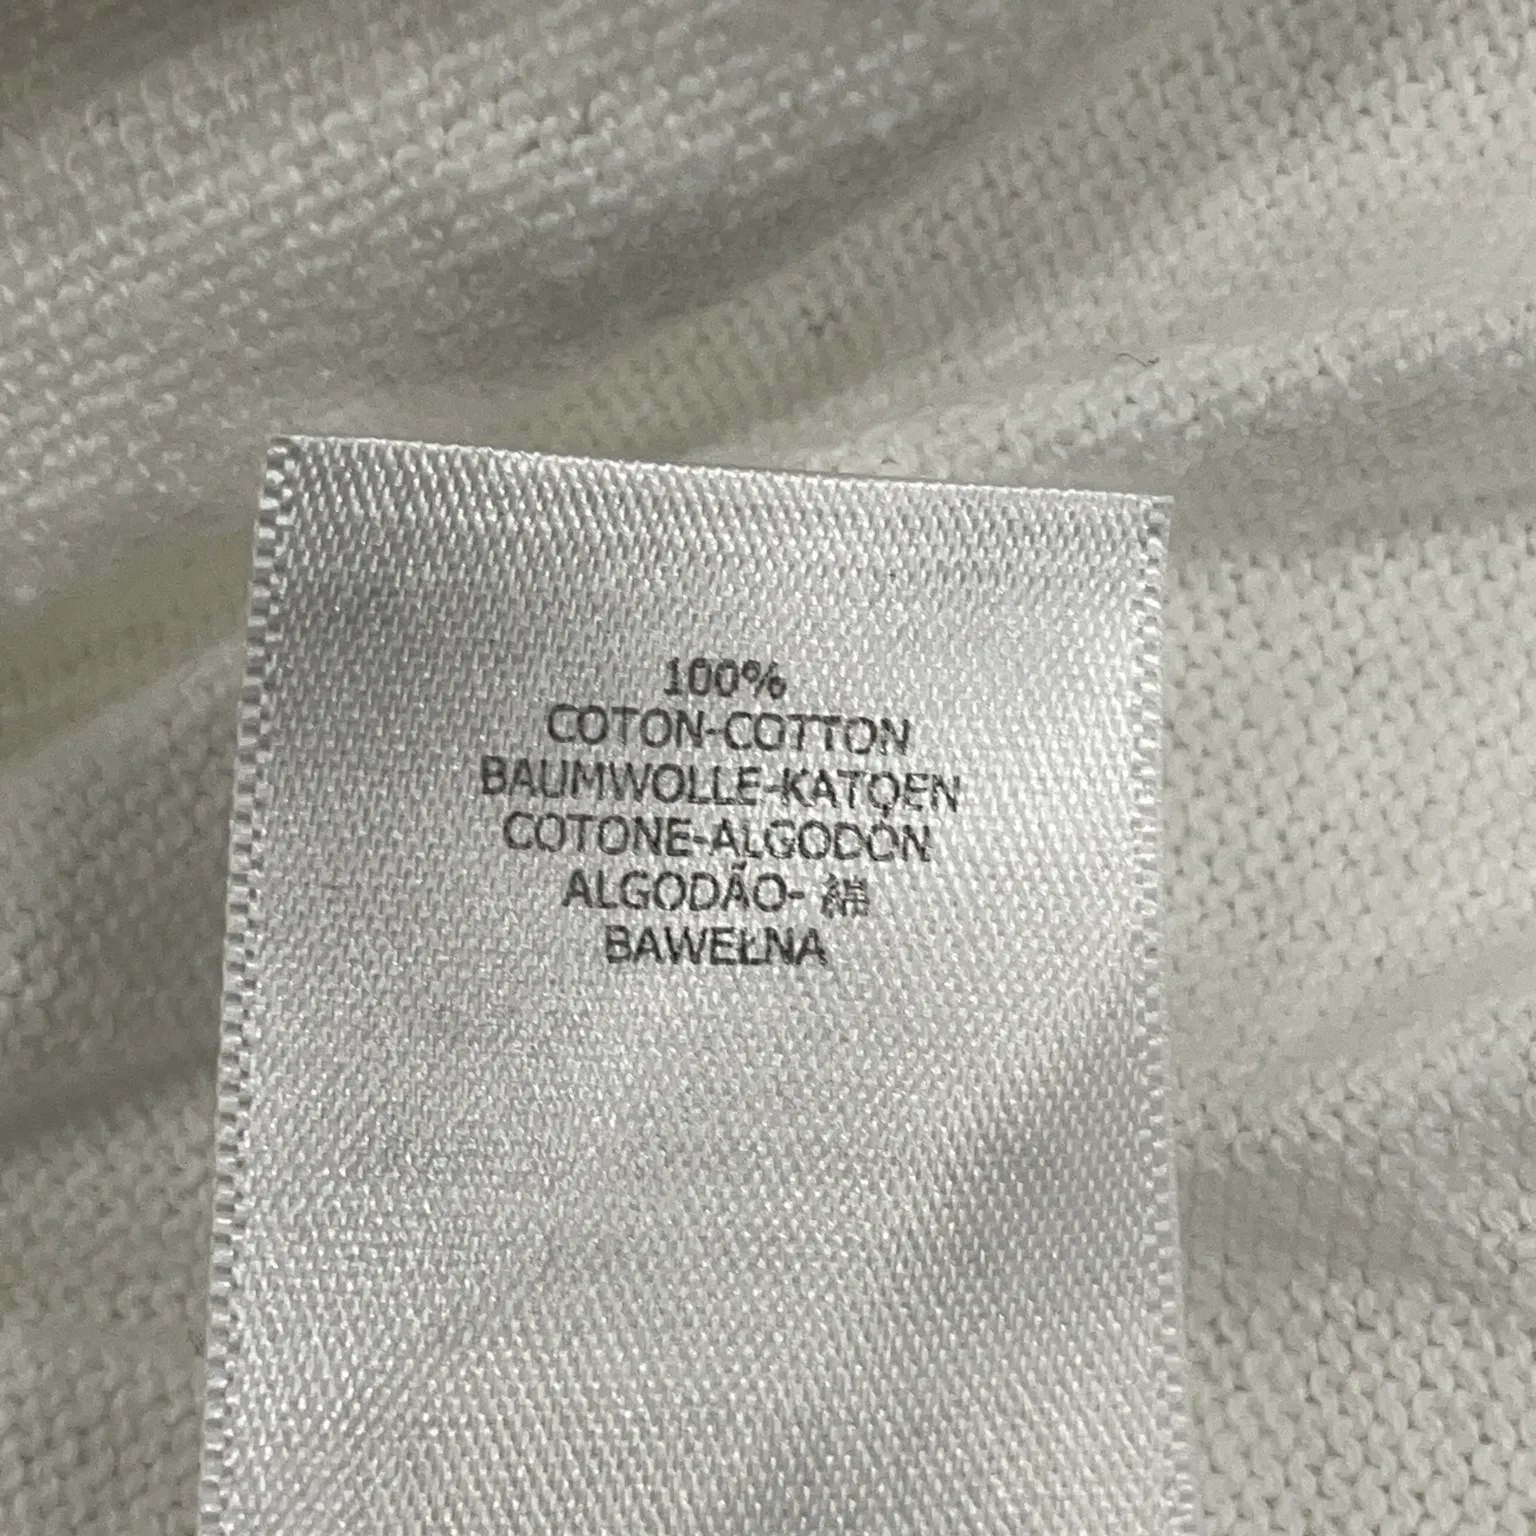 100%
COTON-COTTON
BAUMWOLLE-KATOEN
COTONE-ALGODÓN
ALGODÃO- 綿
BAWEŁNA